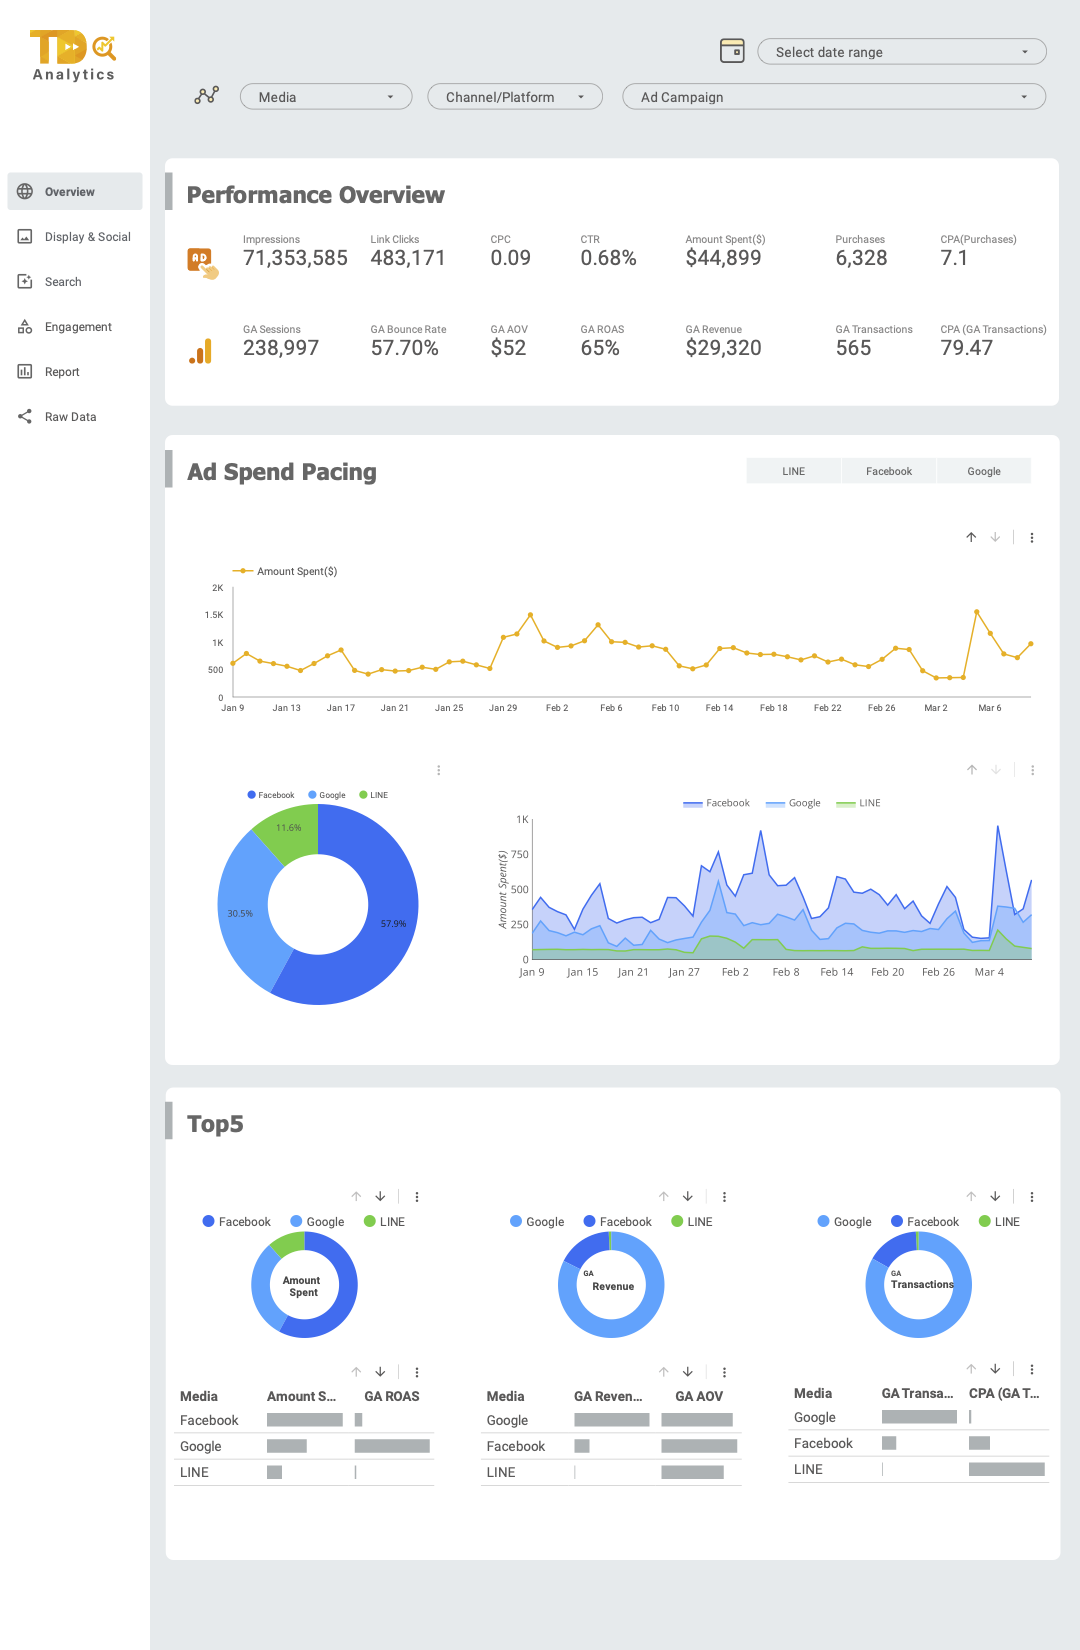 TD
Analytics
Select date range
Media
Channel/Platform
Ad Campaign
Overview
Display & Social
Search
Engagement
Report
Raw Data
Performance Overview
AD
Impressions
71,353,585
Link Clicks
483,171
CPC
0.09
CTR
0.68%
Amount Spent($)
$44,899
Purchases
6,328
CPA(Purchases)
7.1
GA Sessions
238,997
GA Bounce Rate
57.70%
GA AOV
$52
GA ROAS
65%
GA Revenue
$29,320
GA Transactions
565
CPA (GA Transactions)
79.47
Ad Spend Pacing
LINE Facebook Google
Amount Spent($)
2K
1.5K
1K
500
0
Jan 9 Jan 13 Jan 17 Jan 21 Jan 25 Jan 29 Feb 2 Feb 6 Feb 10 Feb 14 Feb 18 Feb 22 Feb 26 Mar 2 Mar 6
Facebook Google LINE
11.6%
30.5%
57.9%
Facebook Google LINE
Amount Spent($)
1K
750
500
250
0
Jan 9 Jan 15 Jan 21 Jan 27 Feb 2 Feb 8 Feb 14 Feb 20 Feb 26 Mar 4
Top5
Facebook Google LINE
Amount
Spent
Google Facebook LINE
GA
Revenue
Google Facebook LINE
GA
Transactions
Media Amount S... GA ROAS
Facebook
Google
LINE
Media GA Reven... GA AOV
Google
Facebook
LINE
Media GA Transa... CPA (GA T...
Google
Facebook
LINE